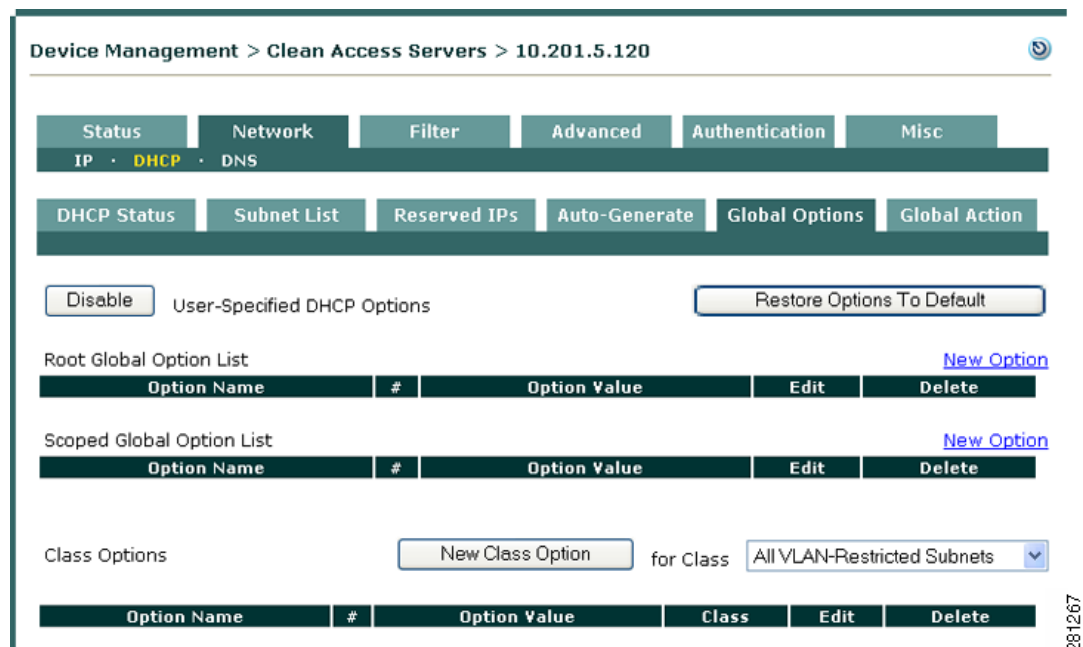 Device Management > Clean Access Servers > 10.201.5.120
Status Network Filter Advanced Authentication Misc
IP · DHCP · DNS
DHCP Status Subnet List Reserved IPs Auto-Generate Global Options Global Action
Disable User-Specified DHCP Options Restore Options To Default
Root Global Option List New Option
Option Name # Option Value Edit Delete
Scoped Global Option List New Option
Option Name # Option Value Edit Delete
Class Options New Class Option for Class All VLAN-Restricted Subnets
Option Name # Option Value Class Edit Delete
281267